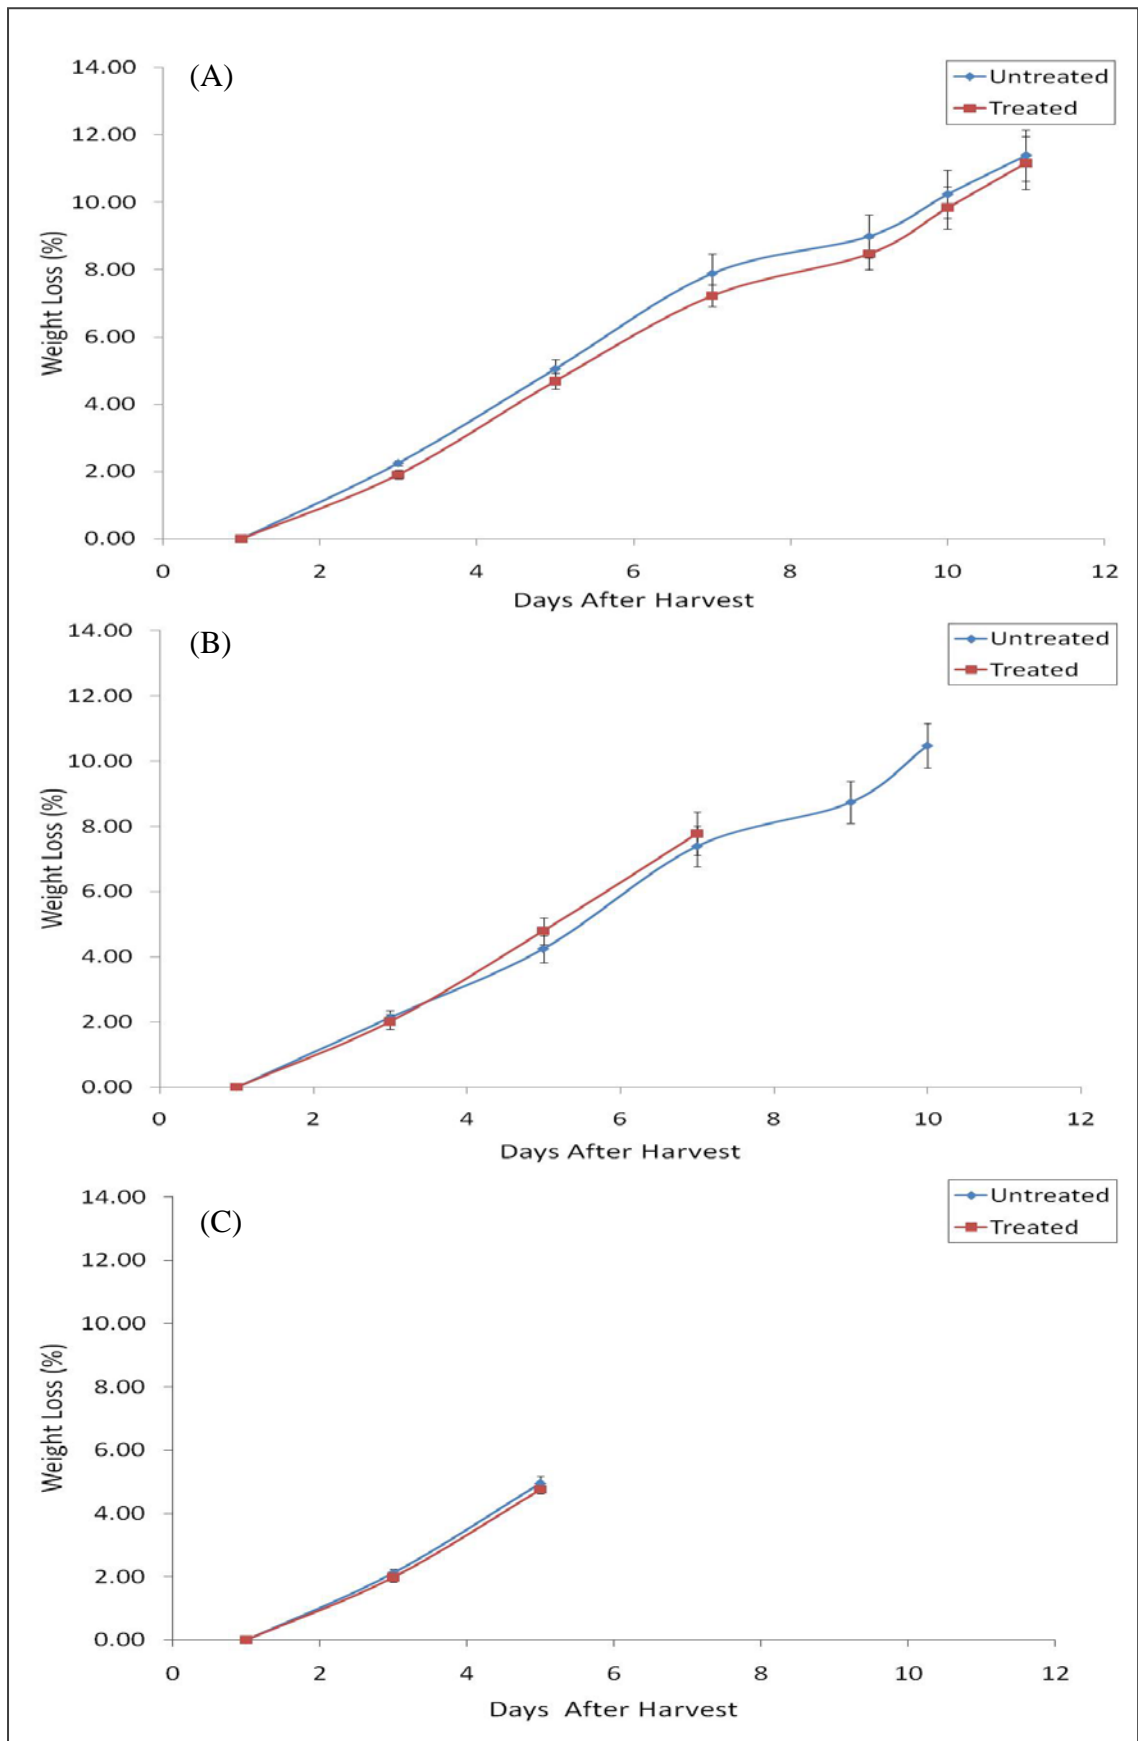 (A)
Untreated
Treated
14.00
12.00
10.00
8.00
6.00
4.00
2.00
0.00
Weight Loss (%)
0 2 4 6 8 10 12
Days After Harvest
(B)
Untreated
Treated
14.00
12.00
10.00
8.00
6.00
4.00
2.00
0.00
Weight Loss (%)
0 2 4 6 8 10 12
Days After Harvest
(C)
Untreated
Treated
14.00
12.00
10.00
8.00
6.00
4.00
2.00
0.00
Weight Loss (%)
0 2 4 6 8 10 12
Days After Harvest